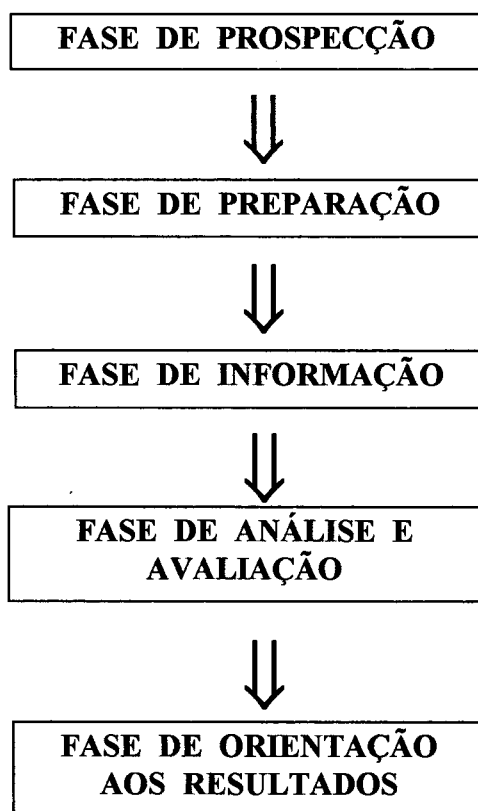 FASE DE PROSPECÇÃO
FASE DE PREPARAÇÃO
FASE DE INFORMAÇÃO
FASE DE ANÁLISE E
AVALIAÇÃO
FASE DE ORIENTAÇÃO
AOS RESULTADOS